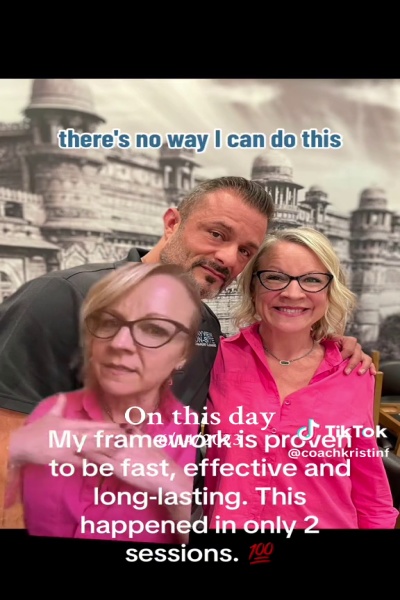 there's no way I can do this
On this day
My framework is proven
TikTok
@coachkristinf
to be fast, effective and
long-lasting. This
happened in only 2
sessions. 💯